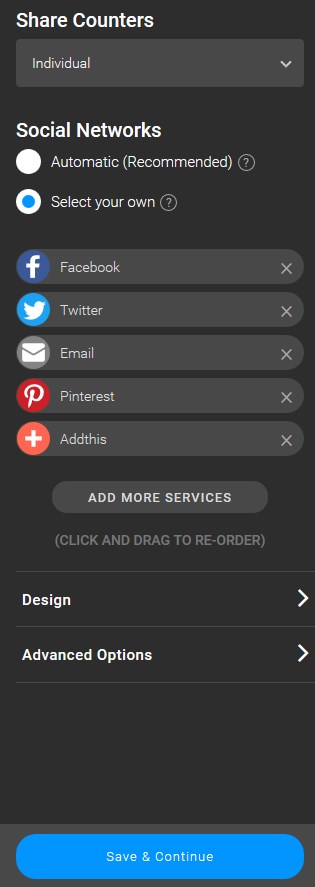 Share Counters
Individual
Social Networks
Automatic (Recommended) ?
Select your own ?
Facebook
Twitter
Email
Pinterest
Addthis
ADD MORE SERVICES
(CLICK AND DRAG TO RE-ORDER)
Design
Advanced Options
Save & Continue